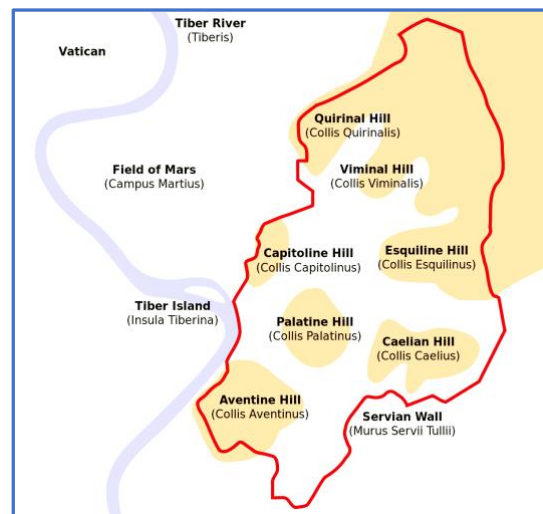 Tiber River
(Tiberis)
Vatican
Quirinal Hill
(Collis Quirinalis)
Field of Mars
(Campus Martius)
Viminal Hill
(Collis Viminalis)
Capitoline Hill
(Collis Capitolinus)
Esquiline Hill
(Collis Esquilinus)
Tiber Island
(Insula Tiberina)
Palatine Hill
(Collis Palatinus)
Caelian Hill
(Collis Caelius)
Aventine Hill
(Collis Aventinus)
Servian Wall
(Murus Servii Tullii)